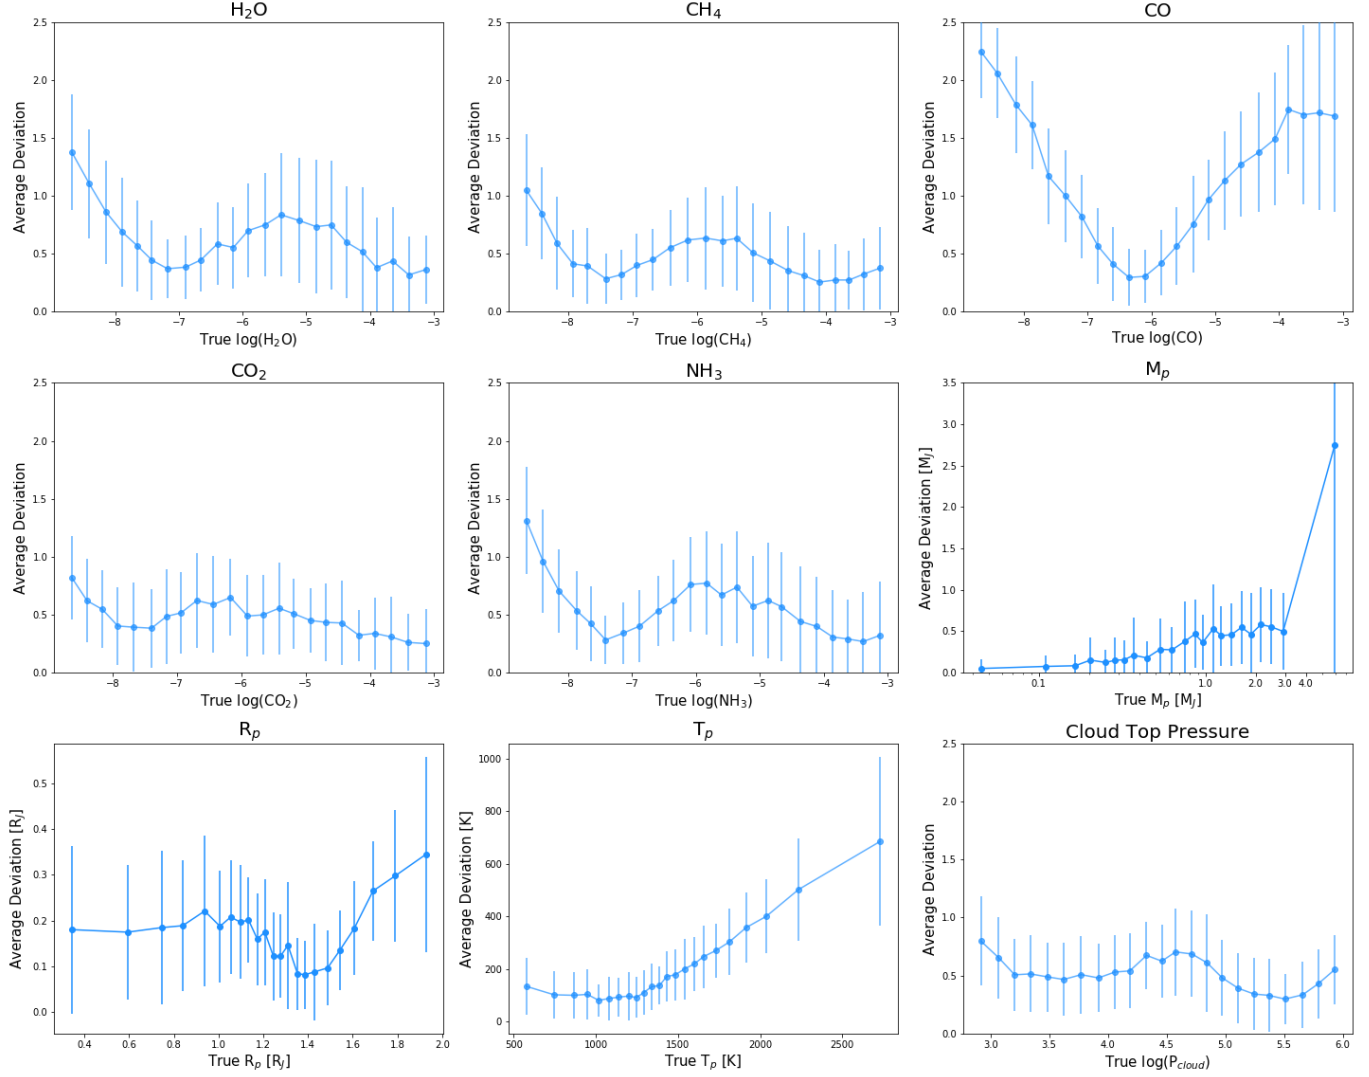 H₂O
2.5
2.0
1.5
1.0
0.5
0.0
Average Deviation
−8 −7 −6 −5 −4 −3
True log(H₂O)
CH₄
2.5
2.0
1.5
1.0
0.5
0.0
Average Deviation
−8 −7 −6 −5 −4 −3
True log(CH₄)
CO
2.5
2.0
1.5
1.0
0.5
0.0
Average Deviation
−8 −7 −6 −5 −4 −3
True log(CO)
CO₂
2.5
2.0
1.5
1.0
0.5
0.0
Average Deviation
−8 −7 −6 −5 −4 −3
True log(CO₂)
NH₃
2.5
2.0
1.5
1.0
0.5
0.0
Average Deviation
−8 −7 −6 −5 −4 −3
True log(NH₃)
Mₚ
3.5
3.0
2.5
2.0
1.5
1.0
0.5
0.0
Average Deviation [M_J]
0.1 1.0 2.0 3.0 4.0
True Mₚ [M_J]
Rₚ
0.5
0.4
0.3
0.2
0.1
0.0
Average Deviation [R_J]
0.4 0.6 0.8 1.0 1.2 1.4 1.6 1.8 2.0
True Rₚ [R_J]
Tₚ
1000
800
600
400
200
0
Average Deviation [K]
500 1000 1500 2000 2500
True Tₚ [K]
Cloud Top Pressure
2.5
2.0
1.5
1.0
0.5
0.0
Average Deviation
3.0 3.5 4.0 4.5 5.0 5.5 6.0
True log(P_cloud)